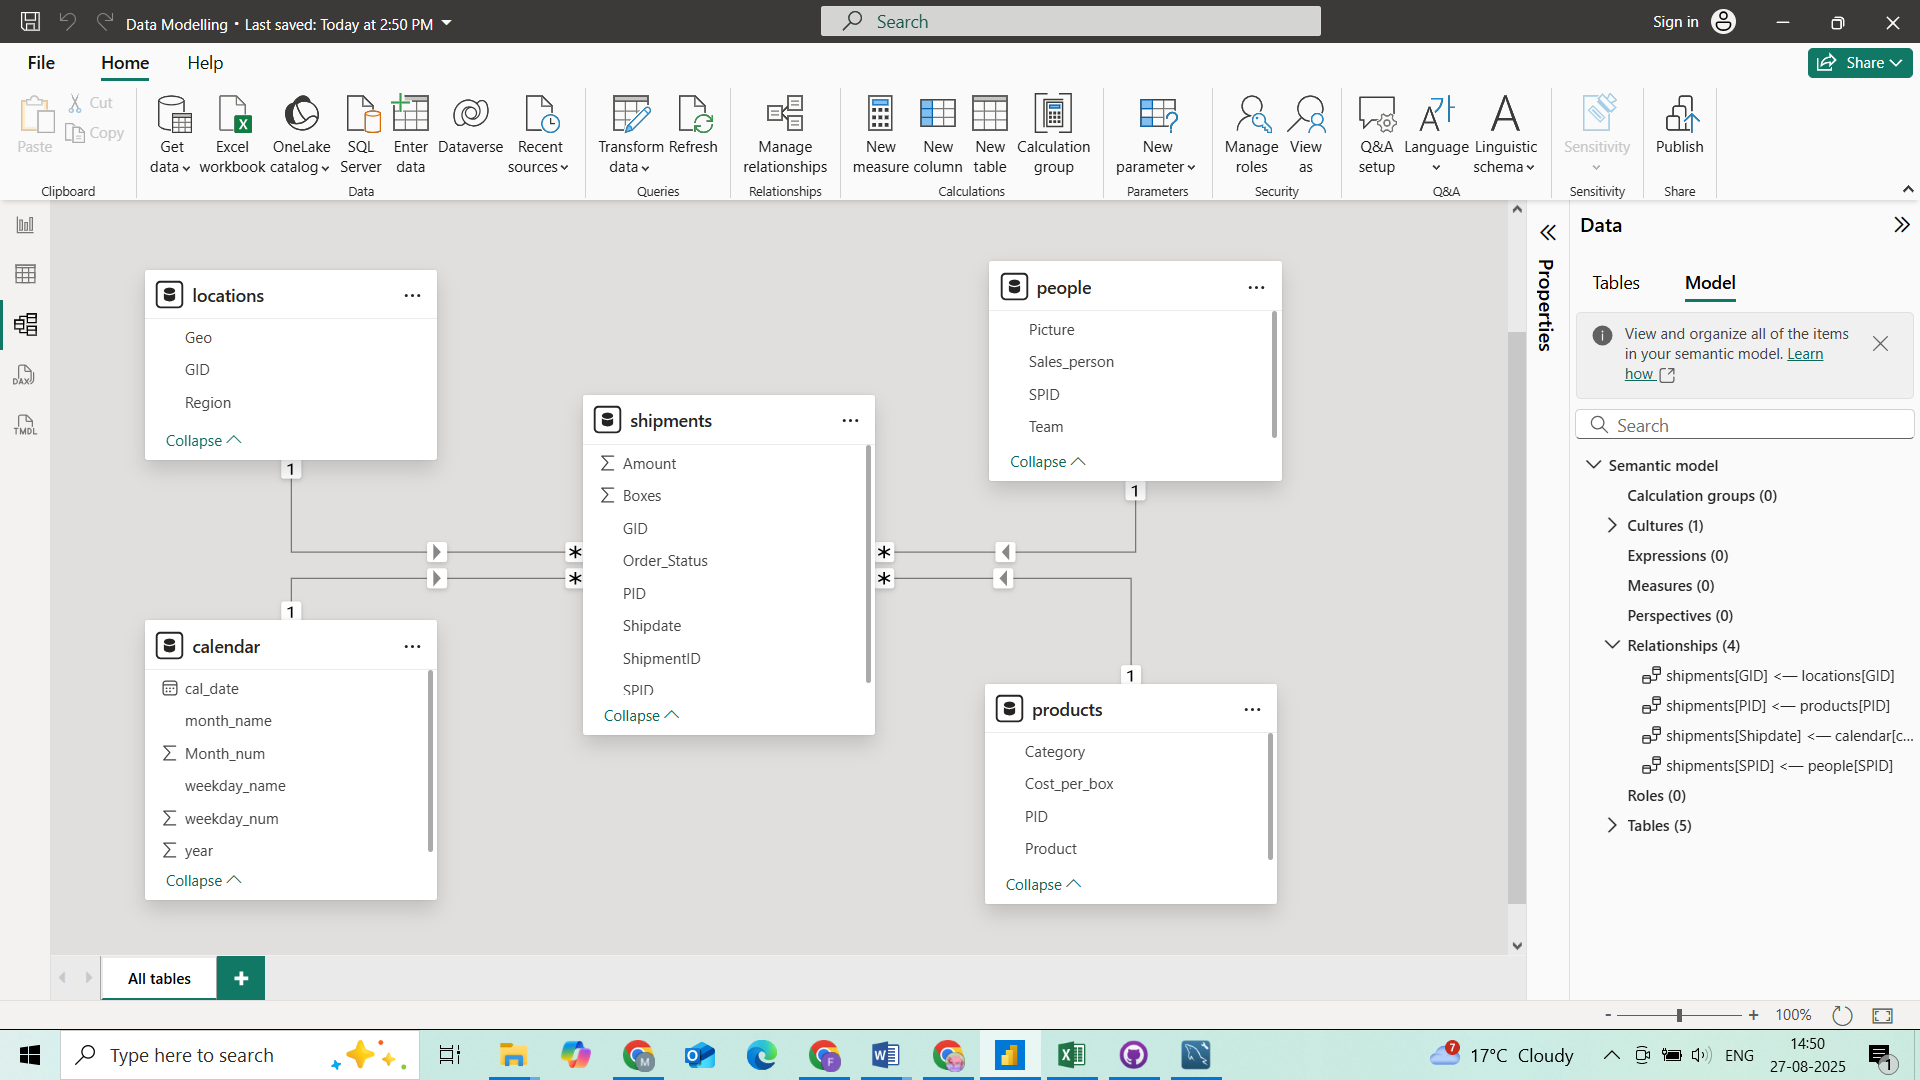 Data Modelling • Last saved: Today at 2:50 PM
Search
Sign in
File
Home
Help
Share
Paste
Cut
Copy
Clipboard
Get data
Excel workbook
OneLake catalog
SQL Server
Enter data
Dataverse
Recent sources
Data
Transform data
Refresh
Queries
Manage relationships
Relationships
New measure
New column
New table
Calculation group
Calculations
New parameter
Parameters
Manage roles
View as
Security
Q&A setup
Language
Linguistic schema
Q&A
Sensitivity
Sensitivity
Publish
Share
DAX
TMDL
locations
Geo
GID
Region
Collapse
1
shipments
Amount
Boxes
GID
Order_Status
PID
Shipdate
ShipmentID
SPID
Collapse
*
*
*
*
people
Picture
Sales_person
SPID
Team
Collapse
1
1
calendar
cal_date
month_name
Month_num
weekday_name
weekday_num
year
Collapse
1
products
Category
Cost_per_box
PID
Product
Collapse
Properties
Data
Tables
Model
View and organize all of the items
in your semantic model. Learn
how
Search
Semantic model
Calculation groups (0)
Cultures (1)
Expressions (0)
Measures (0)
Perspectives (0)
Relationships (4)
shipments[GID] <— locations[GID]
shipments[PID] <— products[PID]
shipments[Shipdate] <— calendar[c...
shipments[SPID] <— people[SPID]
Roles (0)
Tables (5)
All tables
+
- + 100%
Type here to search
M
F
7
17°C Cloudy
ENG
14:50
27-08-2025
1